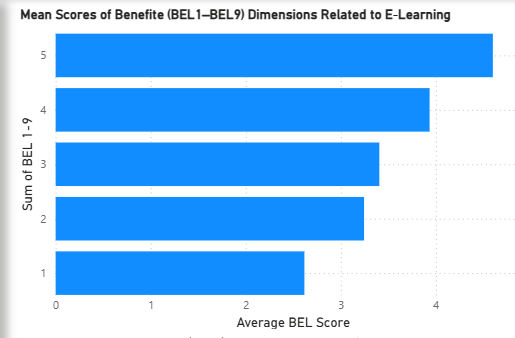 Mean Scores of Benefite (BEL1–BEL9) Dimensions Related to E-Learning
Sum of BEL 1-9
5
4
3
2
1
0 1 2 3 4
Average BEL Score